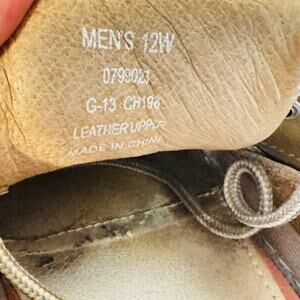 MEN'S 12W
0799023
G-13 CH198
LEATHER UPPER
MADE IN CHINA